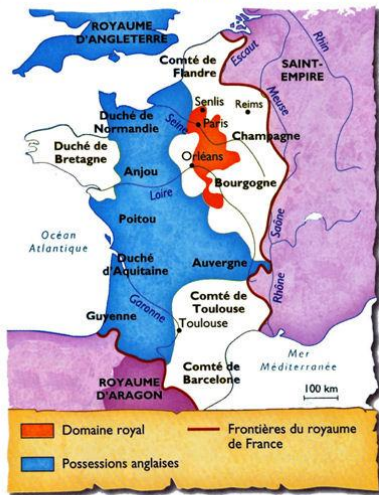 ROYAUME
D'ANGLETERRE
Comté de
Flandre
Escaut
Rhin
SAINT-
EMPIRE
Meuse
Senlis
Reims
Duché de
Normandie
Seine
Paris
Champagne
Duché de
Bretagne
Orléans
Anjou
Loire
Bourgogne
Poitou
Saône
Océan
Atlantique
Duché
d'Aquitaine
Auvergne
Rhône
Garonne
Comté de
Toulouse
Guyenne
Toulouse
Mer
Méditerranée
Comté de
Barcelone
ROYAUME
D'ARAGON
100 km
Domaine royal
Frontières du royaume
de France
Possessions anglaises